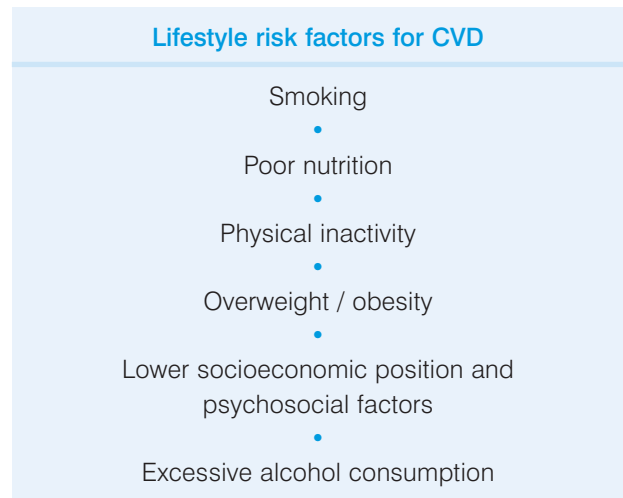 Lifestyle risk factors for CVD
Smoking
•
Poor nutrition
•
Physical inactivity
•
Overweight / obesity
•
Lower socioeconomic position and
psychosocial factors
•
Excessive alcohol consumption